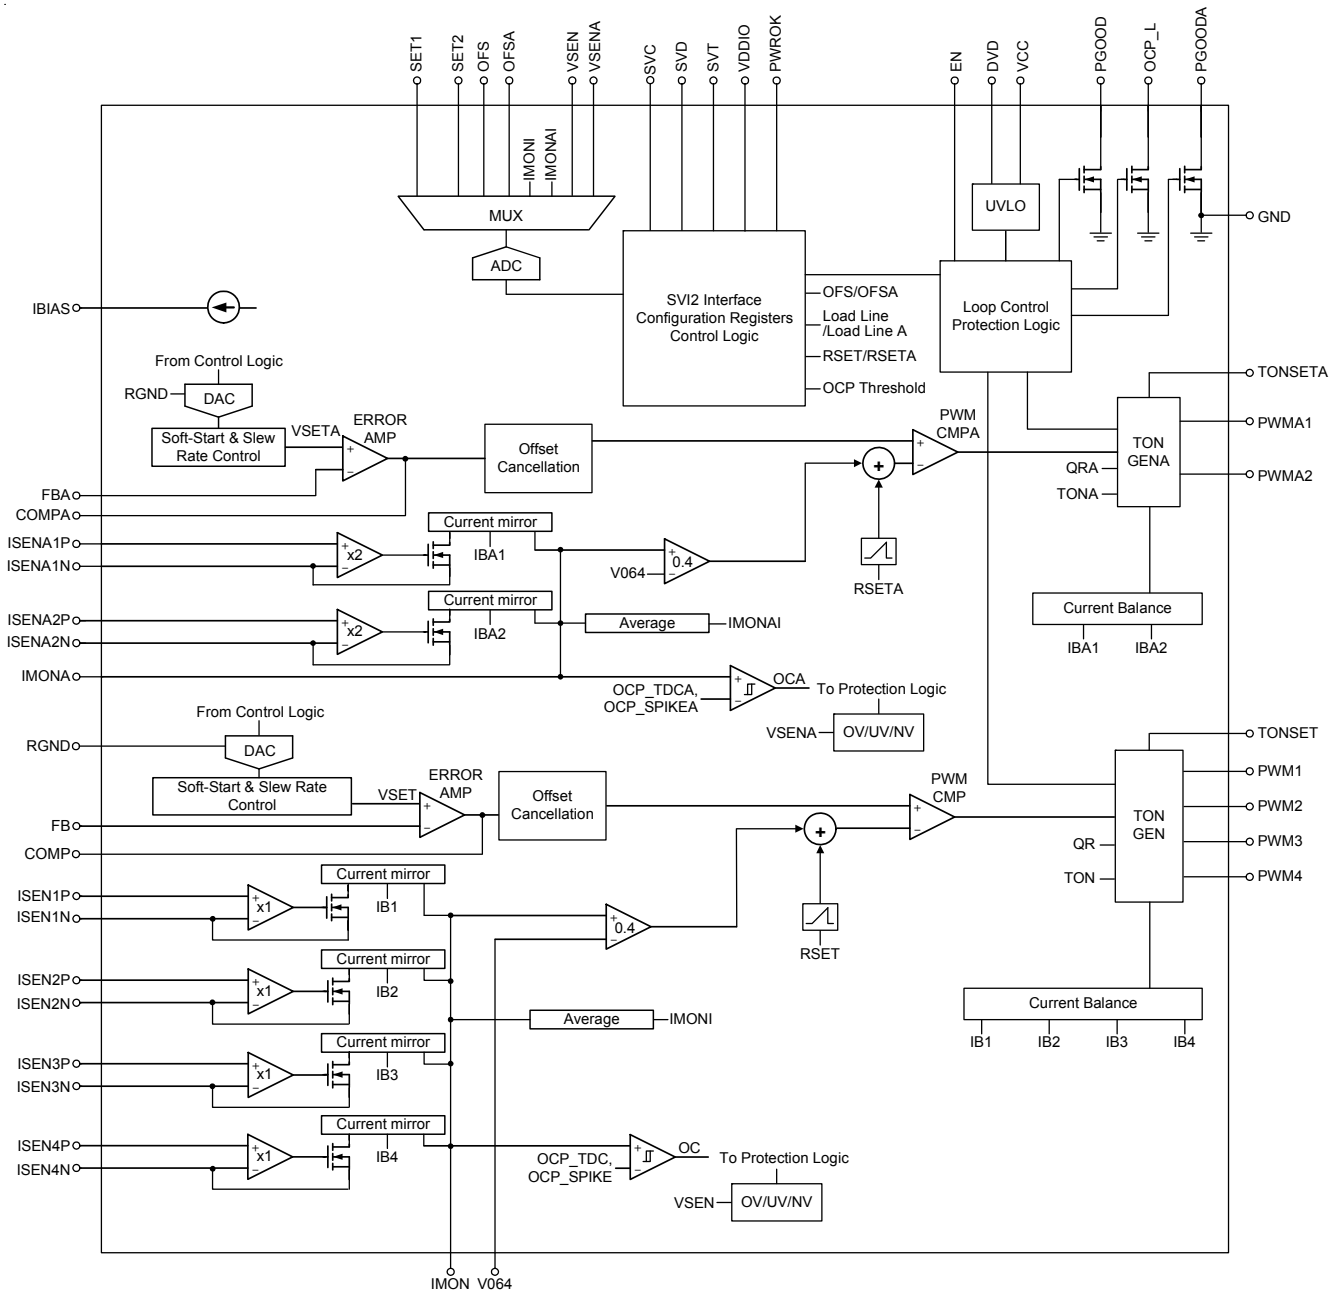 SET1
SET2
OFS
OFSA
VSEN
VSENA
SVC
SVD
SVT
VDDIO
PWROK
EN
DVD
VCC
PGOOD
OCP_L
PGOODA
IMONI
IMONAI
MUX
ADC
UVLO
GND
IBIAS
SVI2 Interface
Configuration Registers
Control Logic
OFS/OFSA
Load Line
/Load Line A
RSET/RSETA
OCP Threshold
Loop Control
Protection Logic
From Control Logic
RGND
DAC
Soft-Start & Slew
Rate Control
VSETA
ERROR
AMP
+
−
Offset
Cancellation
PWM
CMPA
+
−
+
TONSETA
PWMA1
PWMA2
TON
GENA
QRA
TONA
FBA
COMPA
ISENA1P
ISENA1N
+
x2
−
Current mirror
IBA1
V064
+
0.4
−
RSETA
ISENA2P
ISENA2N
+
x2
−
Current mirror
IBA2
Average
IMONAI
Current Balance
IBA1
IBA2
IMONA
OCP_TDCA,
OCP_SPIKEA
+
−
OCA
To Protection Logic
VSENA
OV/UV/NV
From Control Logic
RGND
DAC
Soft-Start & Slew Rate
Control
VSET
ERROR
AMP
+
−
Offset
Cancellation
PWM
CMP
+
−
+
TONSET
PWM1
PWM2
PWM3
PWM4
TON
GEN
QR
TON
FB
COMP
ISEN1P
ISEN1N
+
x1
−
Current mirror
IB1
+
0.4
−
RSET
ISEN2P
ISEN2N
+
x1
−
Current mirror
IB2
Average
IMONI
Current Balance
IB1
IB2
IB3
IB4
ISEN3P
ISEN3N
+
x1
−
Current mirror
IB3
ISEN4P
ISEN4N
+
x1
−
Current mirror
IB4
OCP_TDC,
OCP_SPIKE
+
−
OC
To Protection Logic
VSEN
OV/UV/NV
IMON
V064